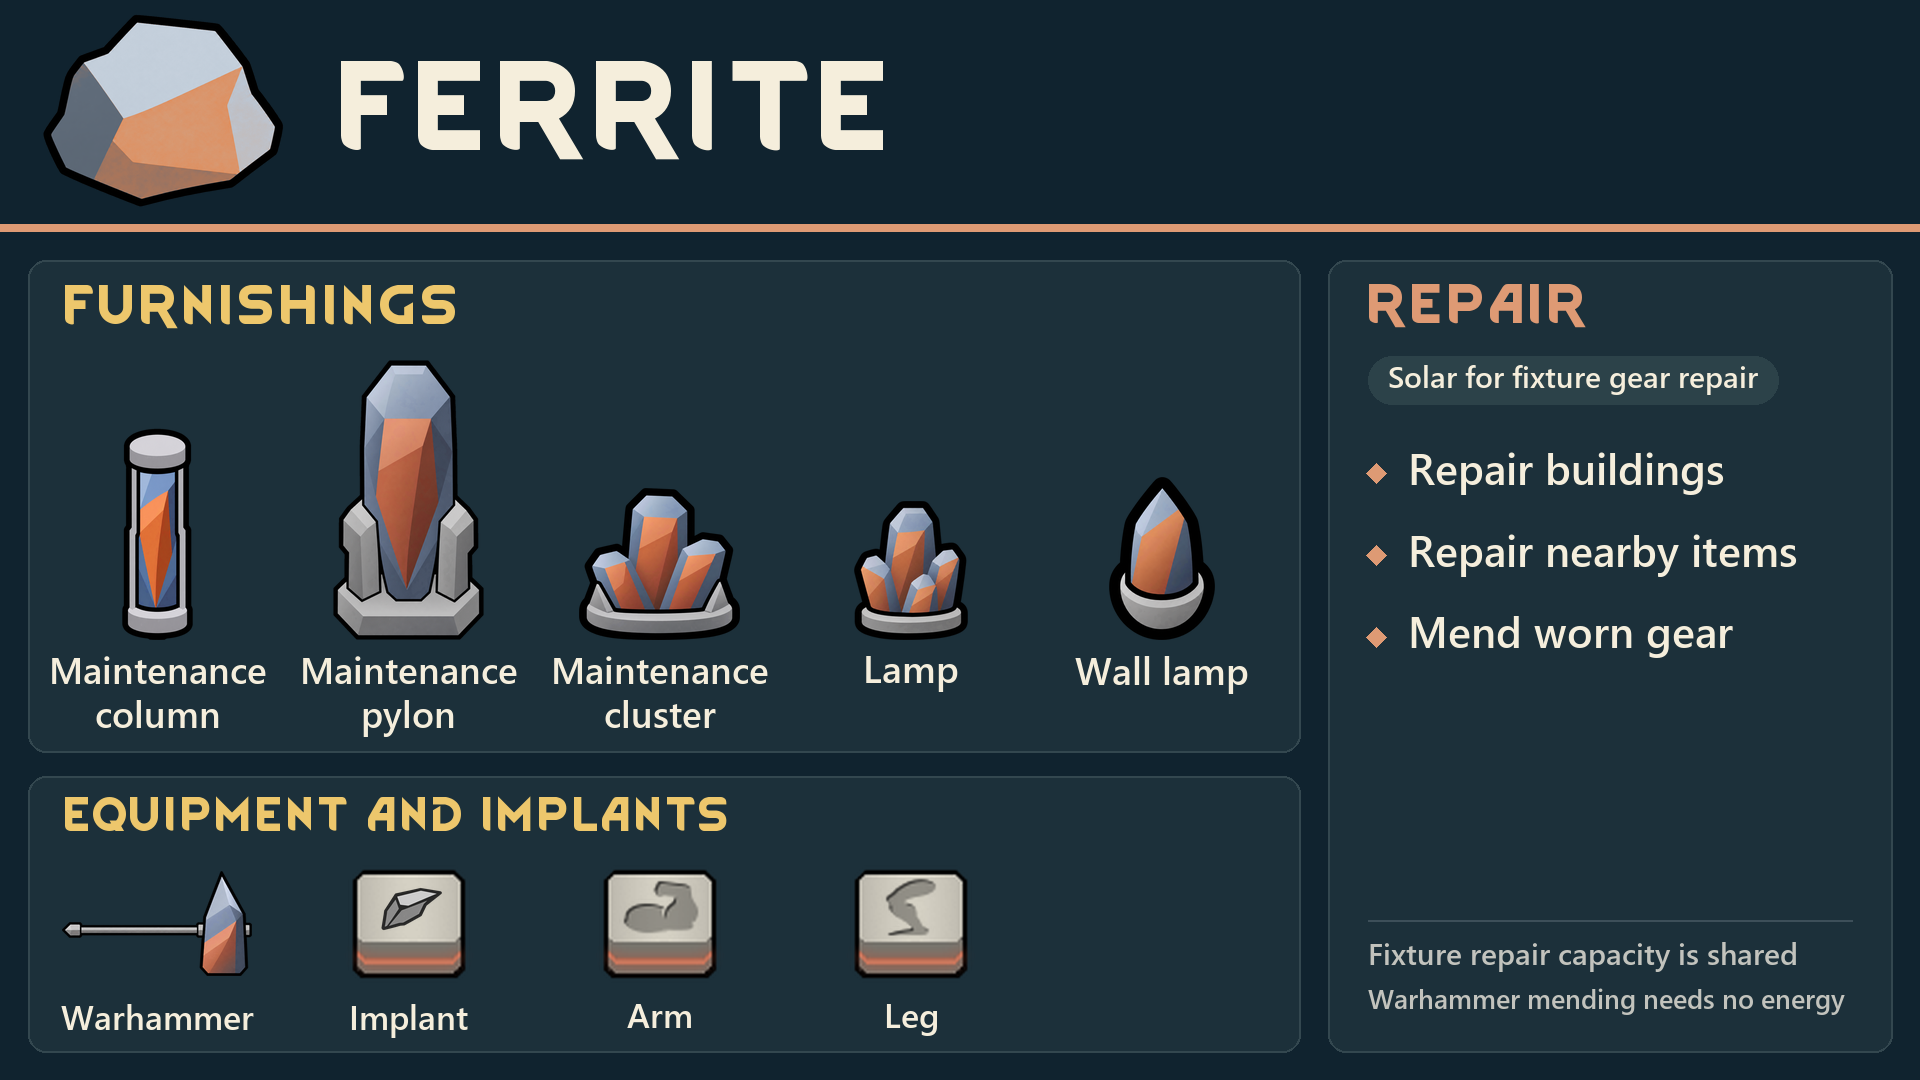 FERRITE
FURNISHINGS
Maintenance
column
Maintenance
pylon
Maintenance
cluster
Lamp
Wall lamp
EQUIPMENT AND IMPLANTS
Warhammer
Implant
Arm
Leg
REPAIR
Solar for fixture gear repair
Repair buildings
Repair nearby items
Mend worn gear
Fixture repair capacity is shared
Warhammer mending needs no energy